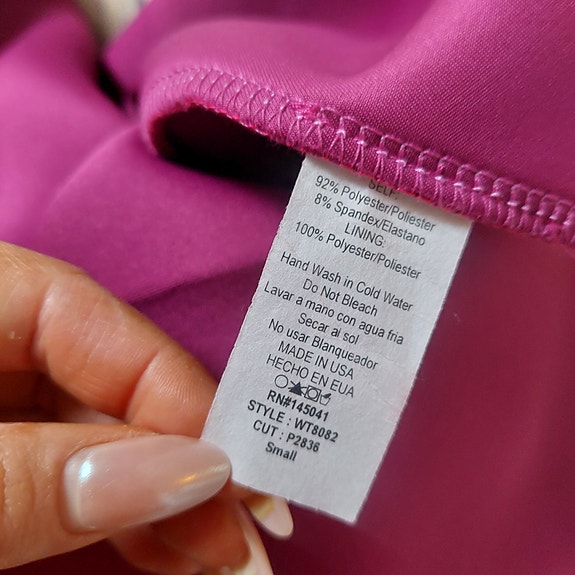 SELF:
92% Polyester/Poliester
8% Spandex/Elastano
LINING:
100% Polyester/Poliester
Hand Wash in Cold Water
Do Not Bleach
Lavar a mano con agua fria
Secar al sol
No usar Blanqueador
MADE IN USA
HECHO EN EUA
RN#145041
STYLE : WT8082
CUT : P2836
Small